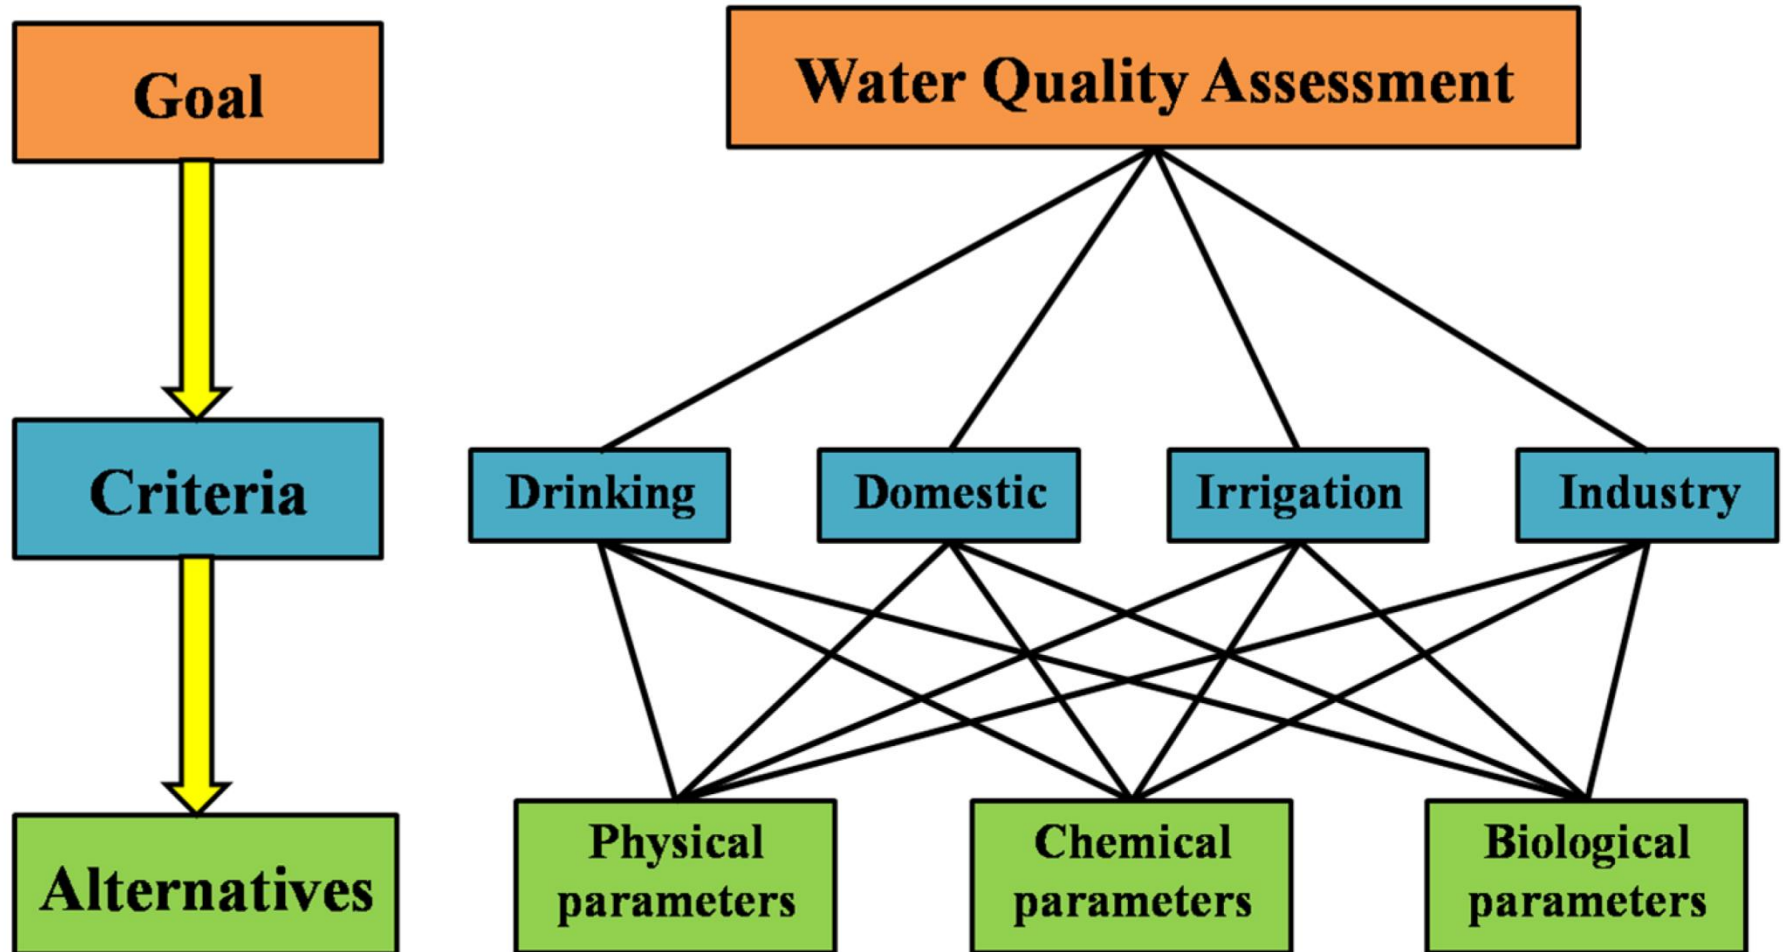 Goal
Water Quality Assessment
Criteria
Drinking
Domestic
Irrigation
Industry
Alternatives
Physical
parameters
Chemical
parameters
Biological
parameters